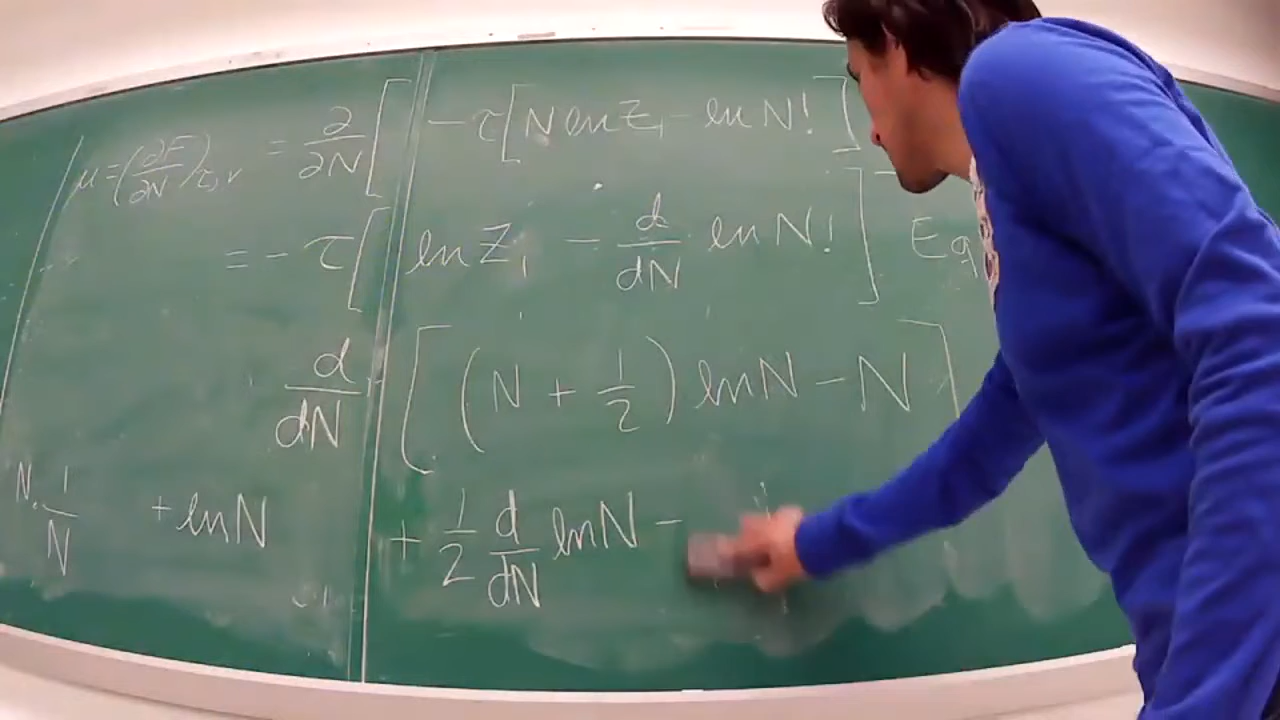 μ = (∂F/∂N)τ,V = ∂/∂N [ -τ[N ln Z₁ - ln N! ]
= -τ [ ln Z₁ - d/dN ln N! ] Eq
d/dN [ (N + 1/2) ln N - N ]
N · 1/N + ln N + 1/2 d/dN ln N -